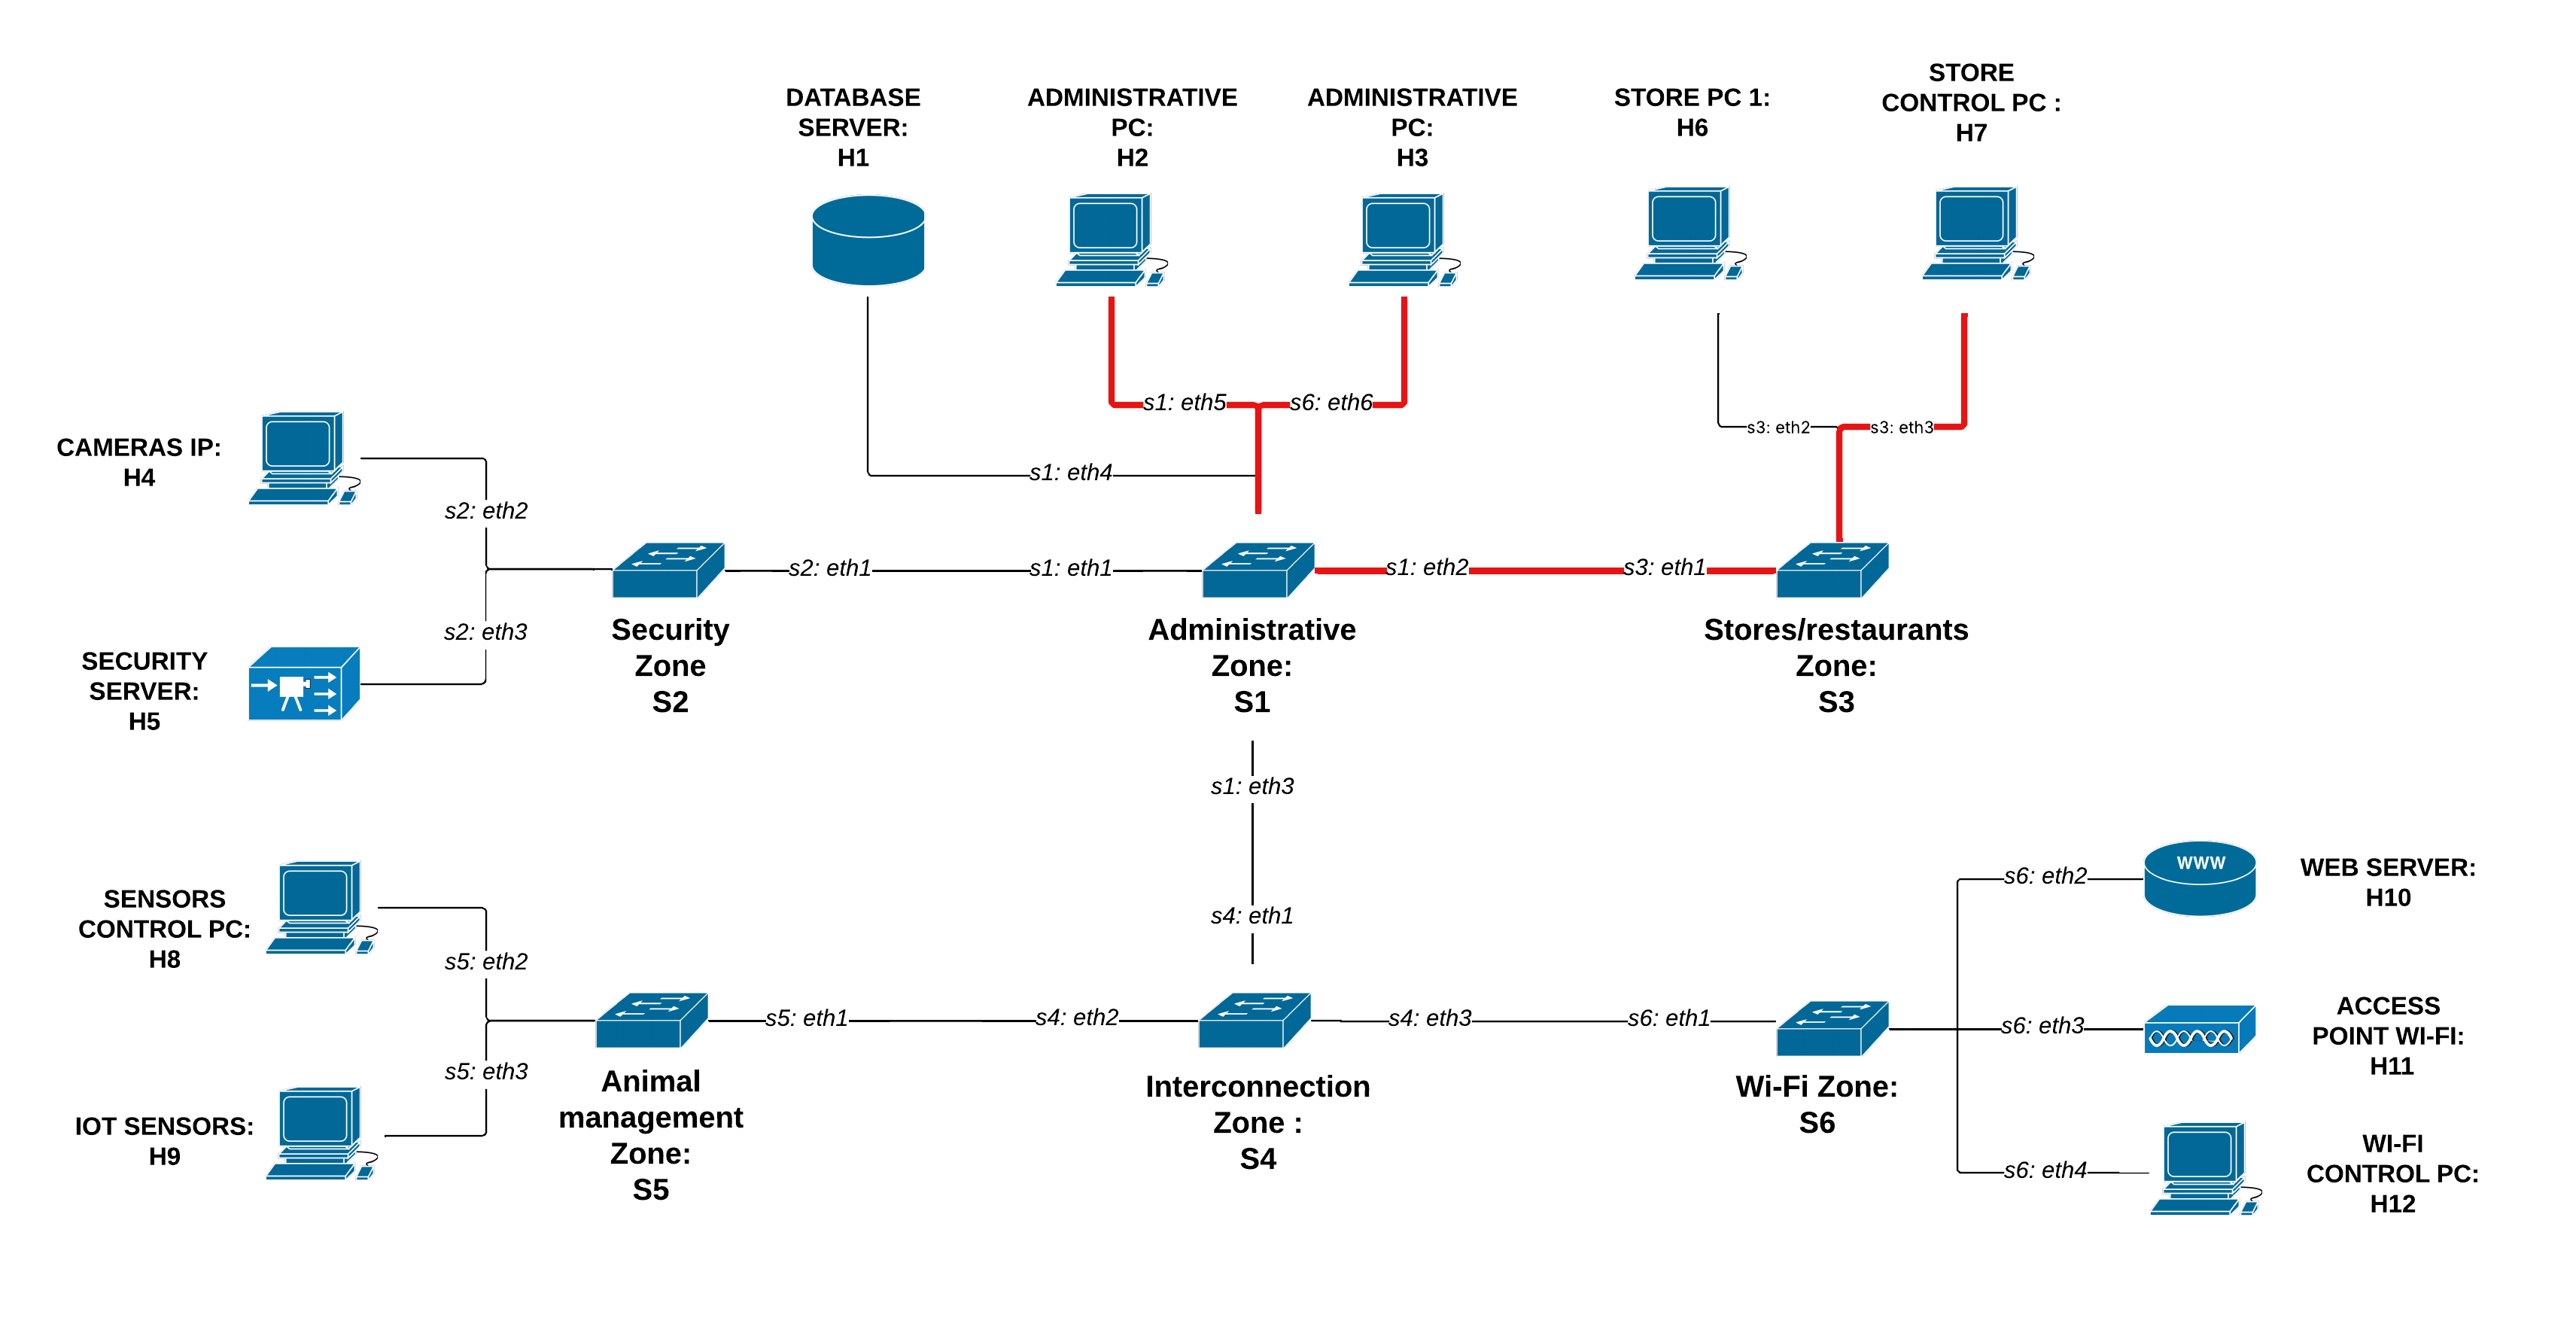 DATABASE
SERVER:
H1
ADMINISTRATIVE
PC:
H2
ADMINISTRATIVE
PC:
H3
STORE PC 1:
H6
STORE
CONTROL PC :
H7
s1: eth5
s6: eth6
s3: eth2
s3: eth3
s1: eth4
CAMERAS IP:
H4
s2: eth2
s2: eth3
SECURITY
SERVER:
H5
s2: eth1
s1: eth1
s1: eth2
s3: eth1
Security
Zone
S2
Administrative
Zone:
S1
Stores/restaurants
Zone:
S3
s1: eth3
s4: eth1
SENSORS
CONTROL PC:
H8
s5: eth2
s5: eth3
IOT SENSORS:
H9
s5: eth1
s4: eth2
s4: eth3
s6: eth1
Animal
management
Zone:
S5
Interconnection
Zone :
S4
Wi-Fi Zone:
S6
s6: eth2
WWW
WEB SERVER:
H10
s6: eth3
ACCESS
POINT WI-FI:
H11
s6: eth4
WI-FI
CONTROL PC:
H12